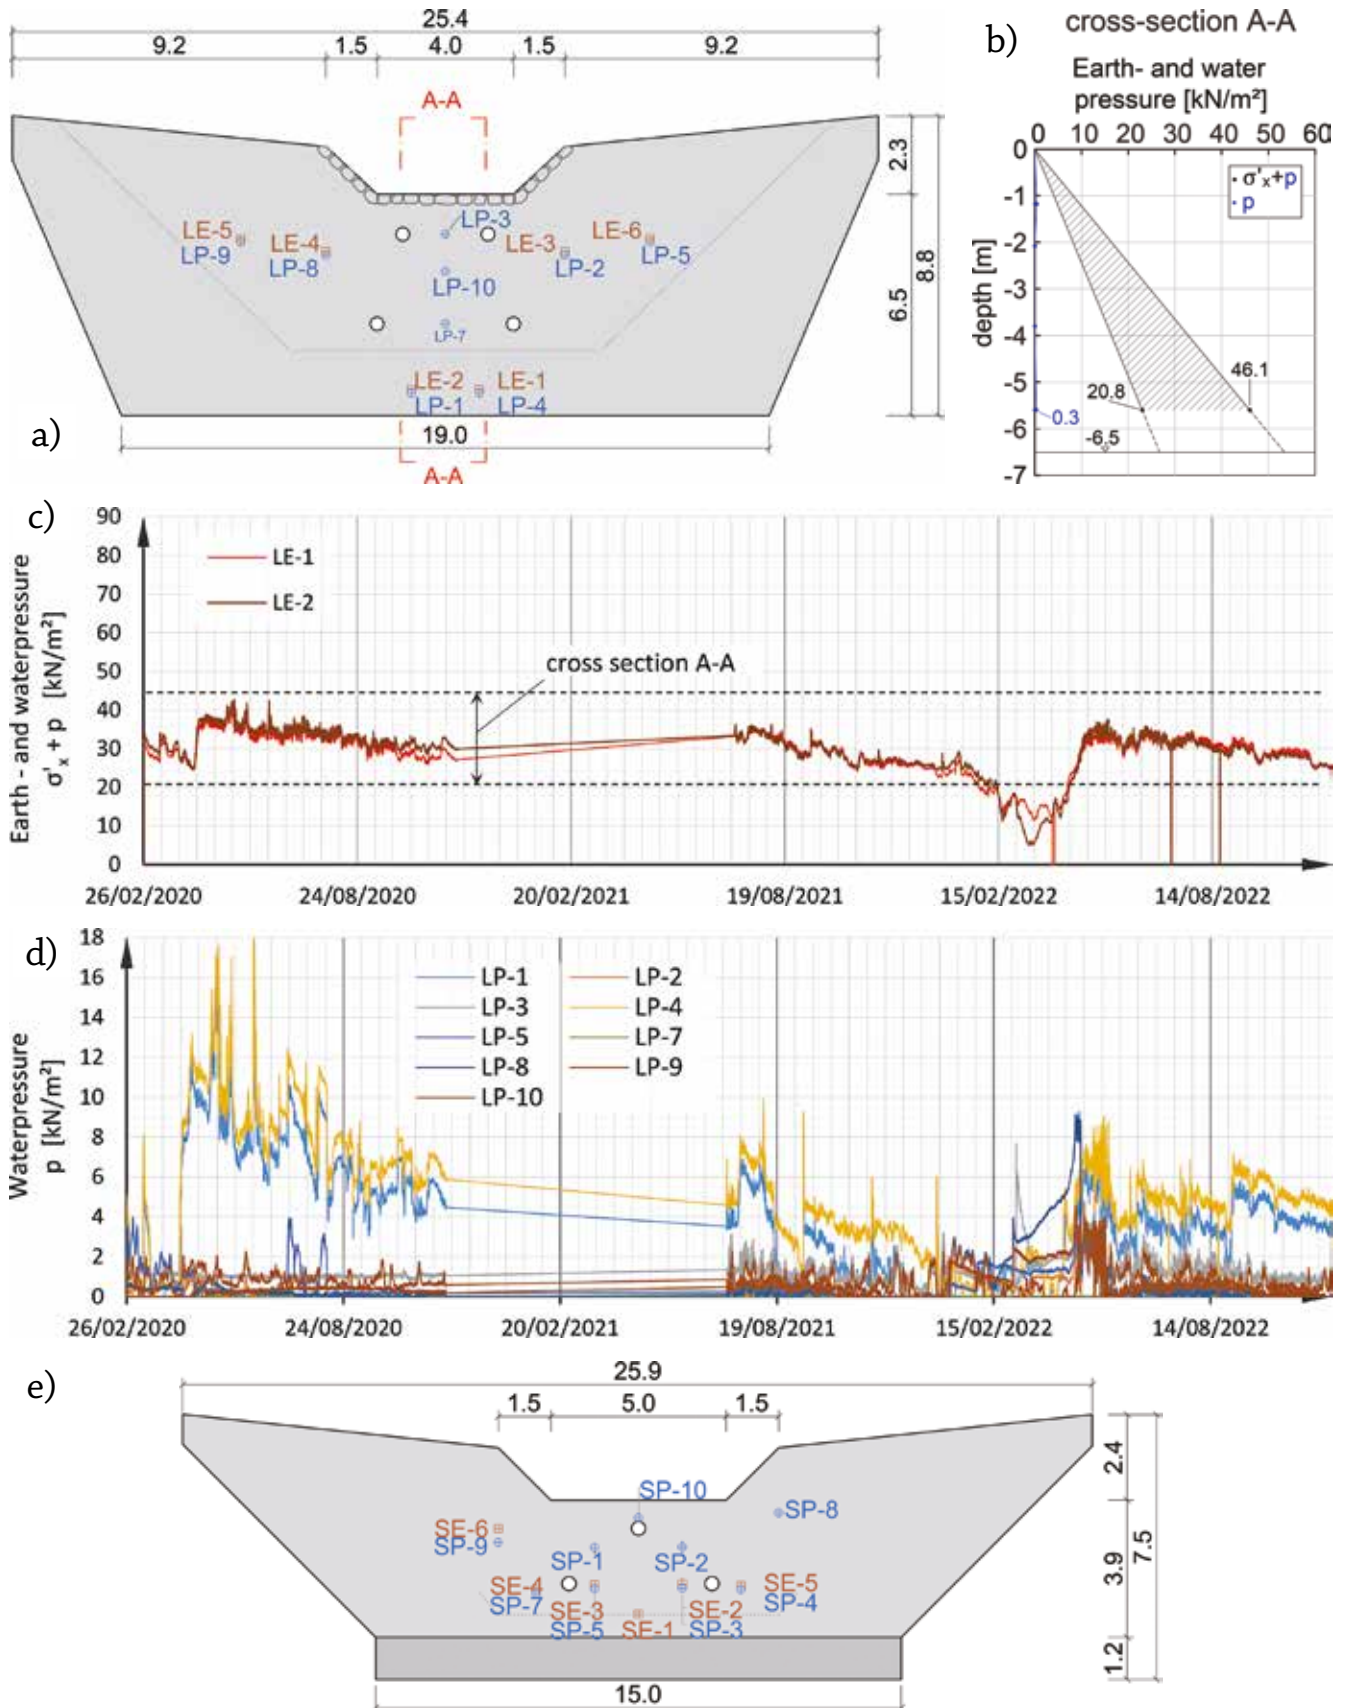 a)
25.4
9.2 1.5 4.0 1.5 9.2
A-A
2.3
LP-3
LE-5 LE-4 LE-3 LE-6
LP-9 LP-8 LP-2 LP-5
LP-10
LP-7
6.5
8.8
LE-2 LE-1
LP-1 LP-4
19.0
A-A
b)
cross-section A-A
Earth- and water
pressure [kN/m²]
0 10 20 30 40 50 60
0
-1
-2
-3
-4
-5
-6
-7
depth [m]
σ'x+p
p
46.1
20.8
0.3
-6.5
c)
Earth - and waterpressure
σ'x + p [kN/m²]
90
80
70
60
50
40
30
20
10
0
LE-1
LE-2
cross section A-A
26/02/2020 24/08/2020 20/02/2021 19/08/2021 15/02/2022 14/08/2022
d)
Waterpressure
p [kN/m²]
18
16
14
12
10
8
6
4
2
0
LP-1 LP-2
LP-3 LP-4
LP-5 LP-7
LP-8 LP-9
LP-10
26/02/2020 24/08/2020 20/02/2021 19/08/2021 15/02/2022 14/08/2022
e)
25.9
1.5 5.0 1.5
2.4
SP-10
SP-8
SE-6
SP-9
SP-1 SP-2
3.9
7.5
SE-4 SE-5
SP-7 SP-4
SE-3 SE-2
SP-5 SE-1 SP-3
1.2
15.0